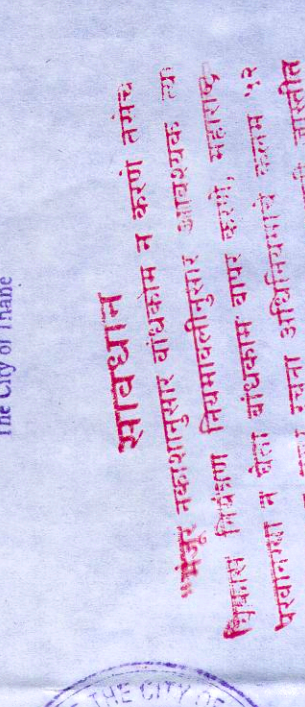 The City of Thane
सावधान
"मंजूर नकाशानुसार बांधकाम न करणे तसेच
विकास नियंत्रण नियमावलीनुसार आवश्यक त्या
परवानग्या न घेता बांधकाम वापर करणे, महाराष्ट्र
रचना अधिनियमाचे कलम ५२
THE CITY OF